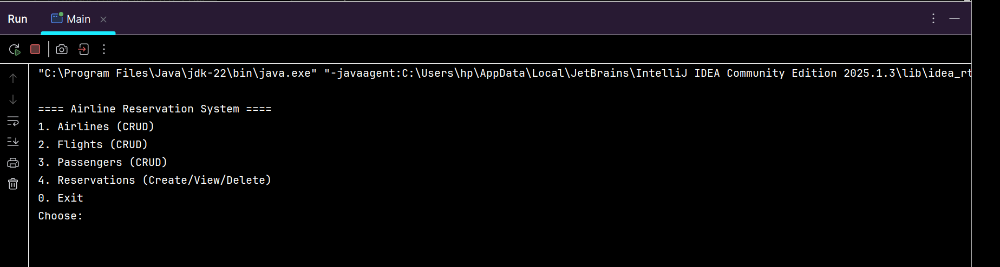 Run Main
"C:\Program Files\Java\jdk-22\bin\java.exe" "-javaagent:C:\Users\hp\AppData\Local\JetBrains\IntelliJ IDEA Community Edition 2025.1.3\lib\idea_rt
==== Airline Reservation System ====
1. Airlines (CRUD)
2. Flights (CRUD)
3. Passengers (CRUD)
4. Reservations (Create/View/Delete)
0. Exit
Choose: